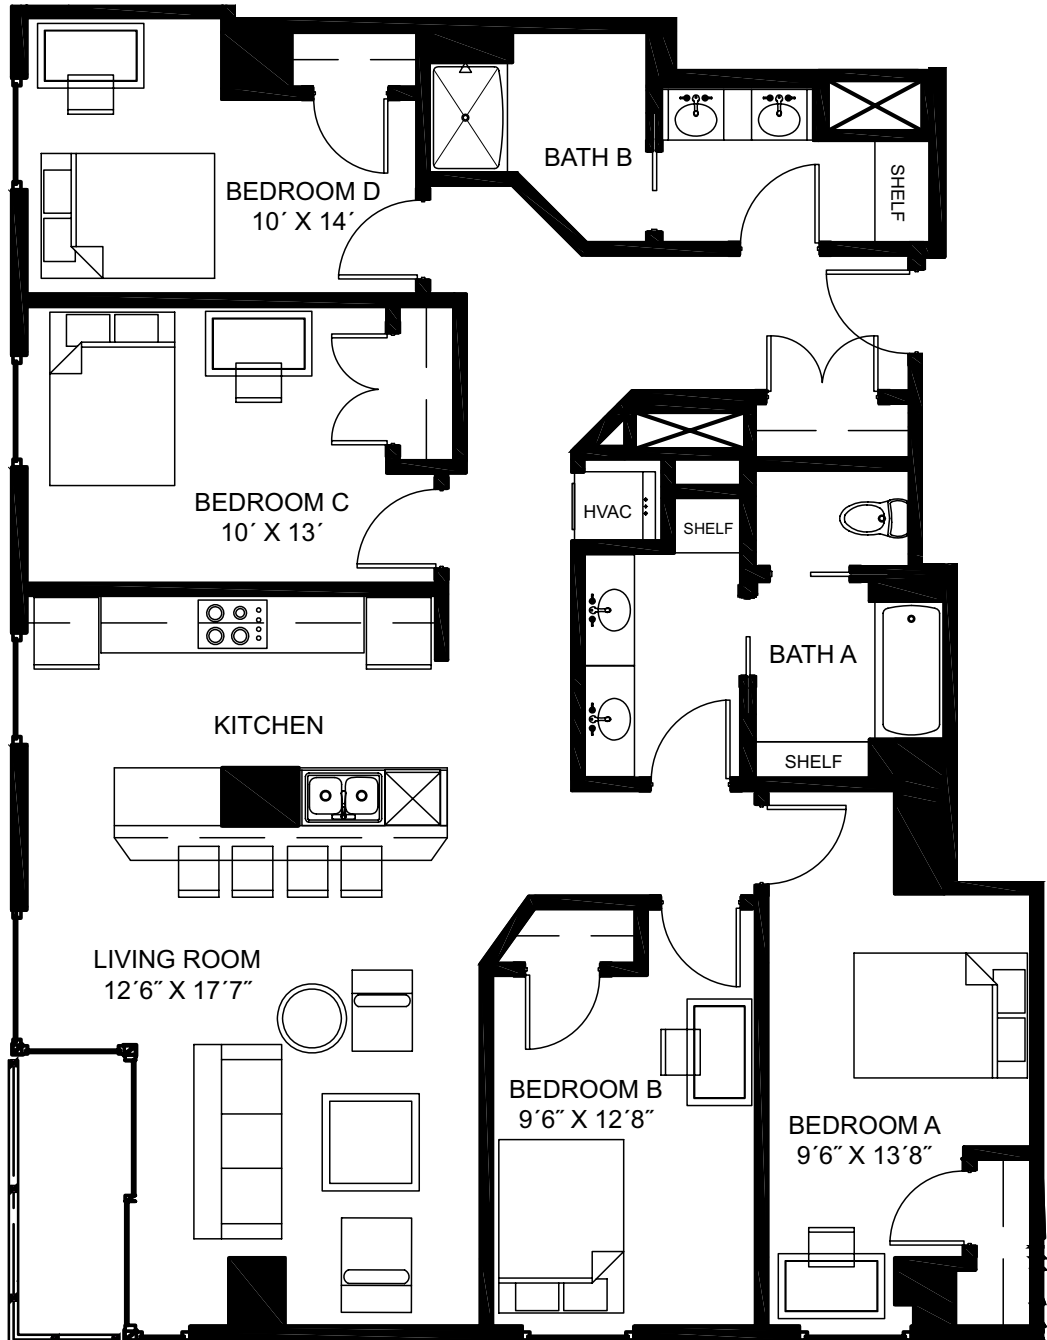 BATH B
SHELF
BEDROOM D
10´ X 14´
BEDROOM C
10´ X 13´
HVAC
SHELF
BATH A
KITCHEN
SHELF
LIVING ROOM
12´6˝ X 17´7˝
BEDROOM B
9´6˝ X 12´8˝
BEDROOM A
9´6˝ X 13´8˝